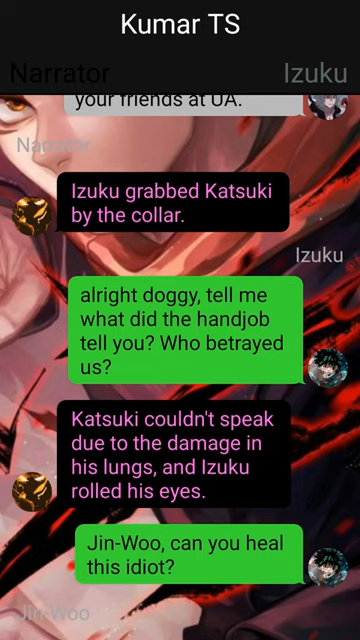 Kumar TS
Narrator
Izuku
your friends at UA.
Narrator
Izuku grabbed Katsuki
by the collar.
Izuku
alright doggy, tell me
what did the handjob
tell you? Who betrayed
us?
Katsuki couldn't speak
due to the damage in
his lungs, and Izuku
rolled his eyes.
Jin-Woo, can you heal
this idiot?
Jin-Woo